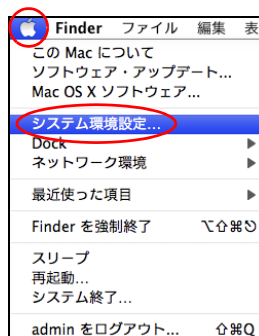 Finder ファイル 編集 表
この Mac について
ソフトウェア・アップデート...
Mac OS X ソフトウェア...
システム環境設定...
Dock
ネットワーク環境
最近使った項目
Finder を強制終了 ⌥⇧⌘⎋
スリープ
再起動...
システム終了...
admin をログアウト... ⇧⌘Q